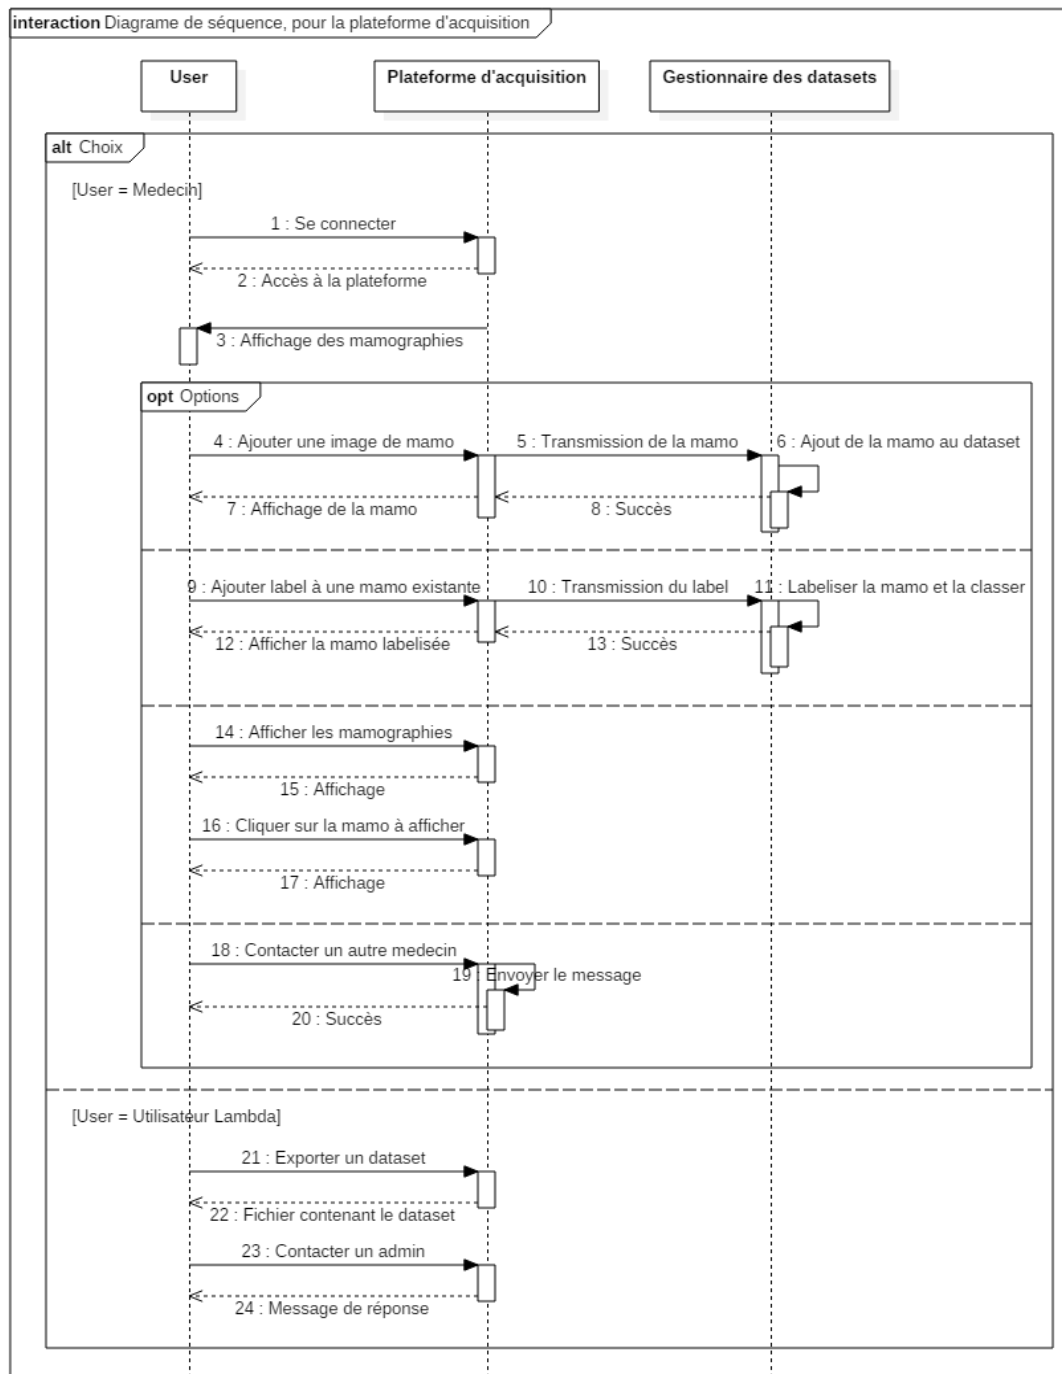 interaction Diagrame de séquence, pour la plateforme d'acquisition
User
Plateforme d'acquisition
Gestionnaire des datasets
alt Choix
[User = Medecin]
1 : Se connecter
2 : Accès à la plateforme
3 : Affichage des mamographies
opt Options
4 : Ajouter une image de mamo
5 : Transmission de la mamo
6 : Ajout de la mamo au dataset
7 : Affichage de la mamo
8 : Succès
9 : Ajouter label à une mamo existante
10 : Transmission du label
11 : Labeliser la mamo et la classer
12 : Afficher la mamo labelisée
13 : Succès
14 : Afficher les mamographies
15 : Affichage
16 : Cliquer sur la mamo à afficher
17 : Affichage
18 : Contacter un autre medecin
19 : Envoyer le message
20 : Succès
[User = Utilisateur Lambda]
21 : Exporter un dataset
22 : Fichier contenant le dataset
23 : Contacter un admin
24 : Message de réponse